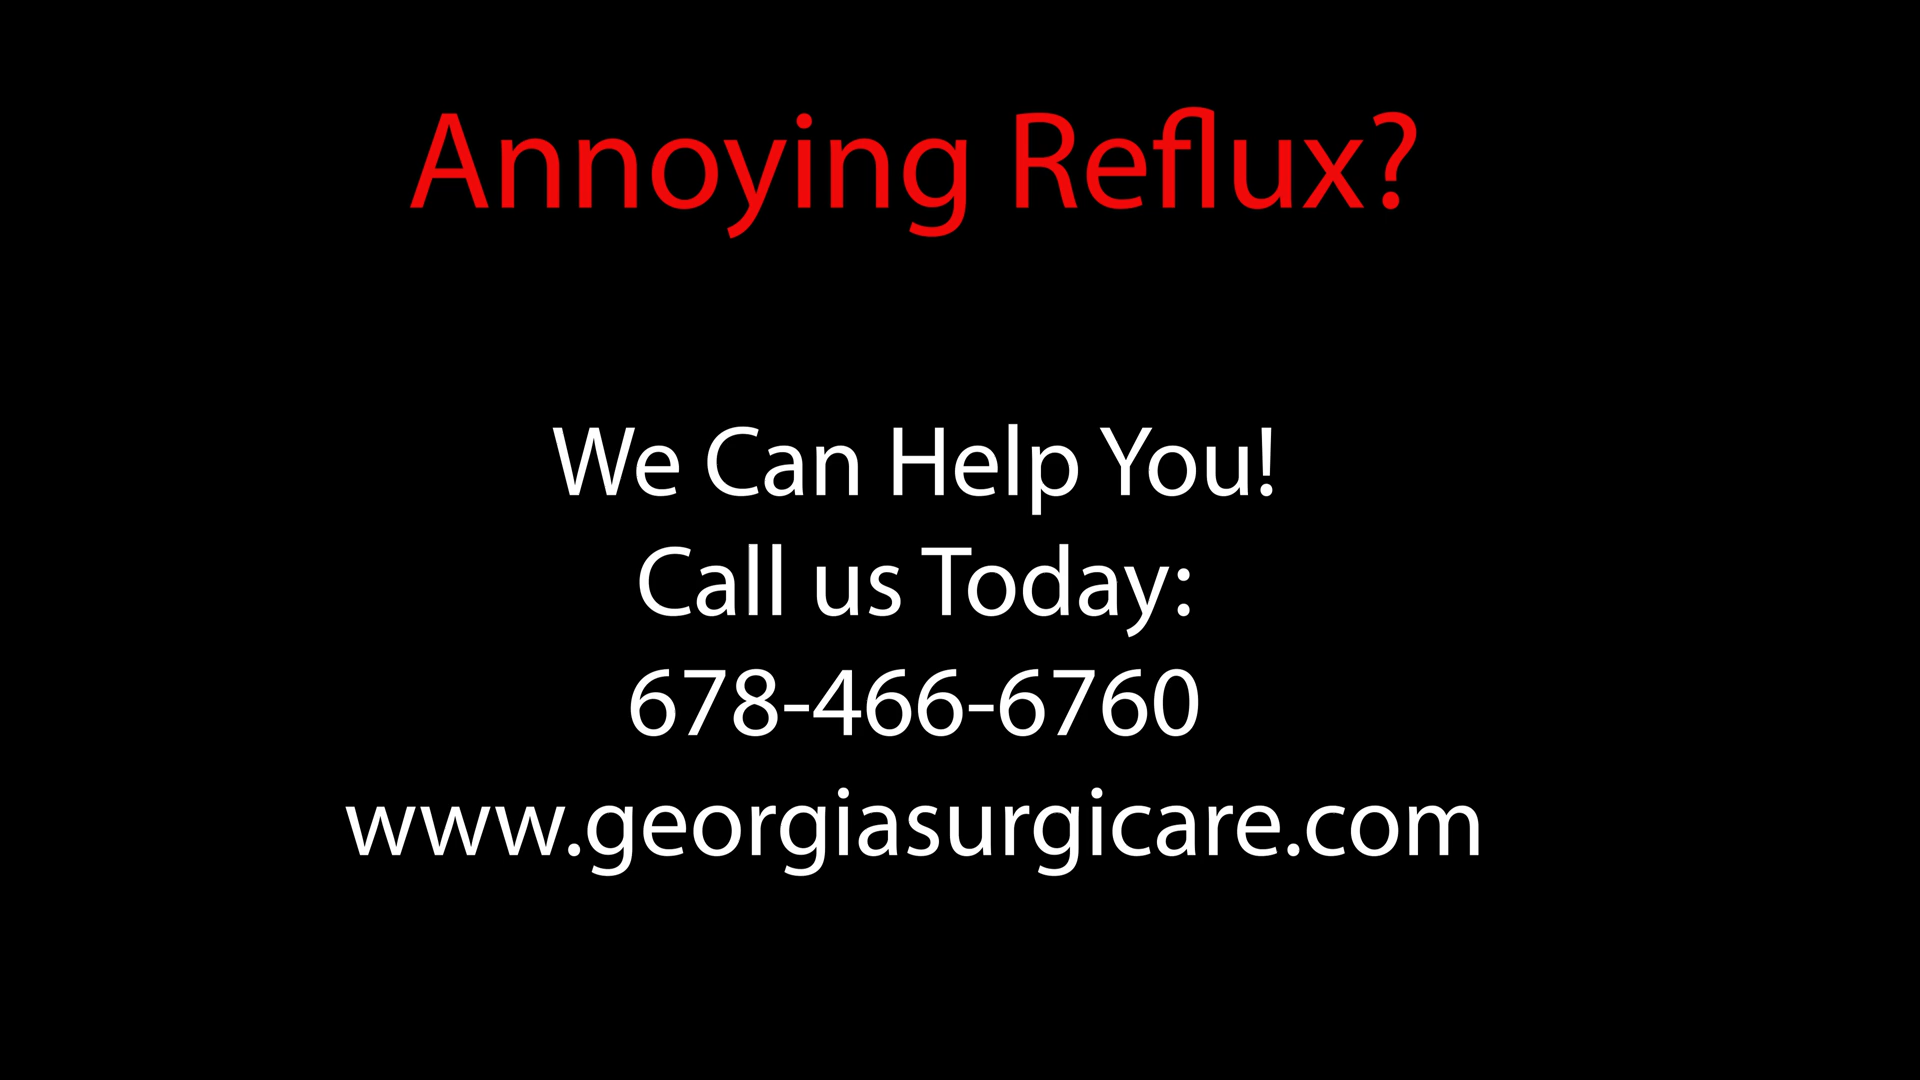 Annoying Reflux?
We Can Help You!
Call us Today:
678-466-6760
www.georgiasurgicare.com